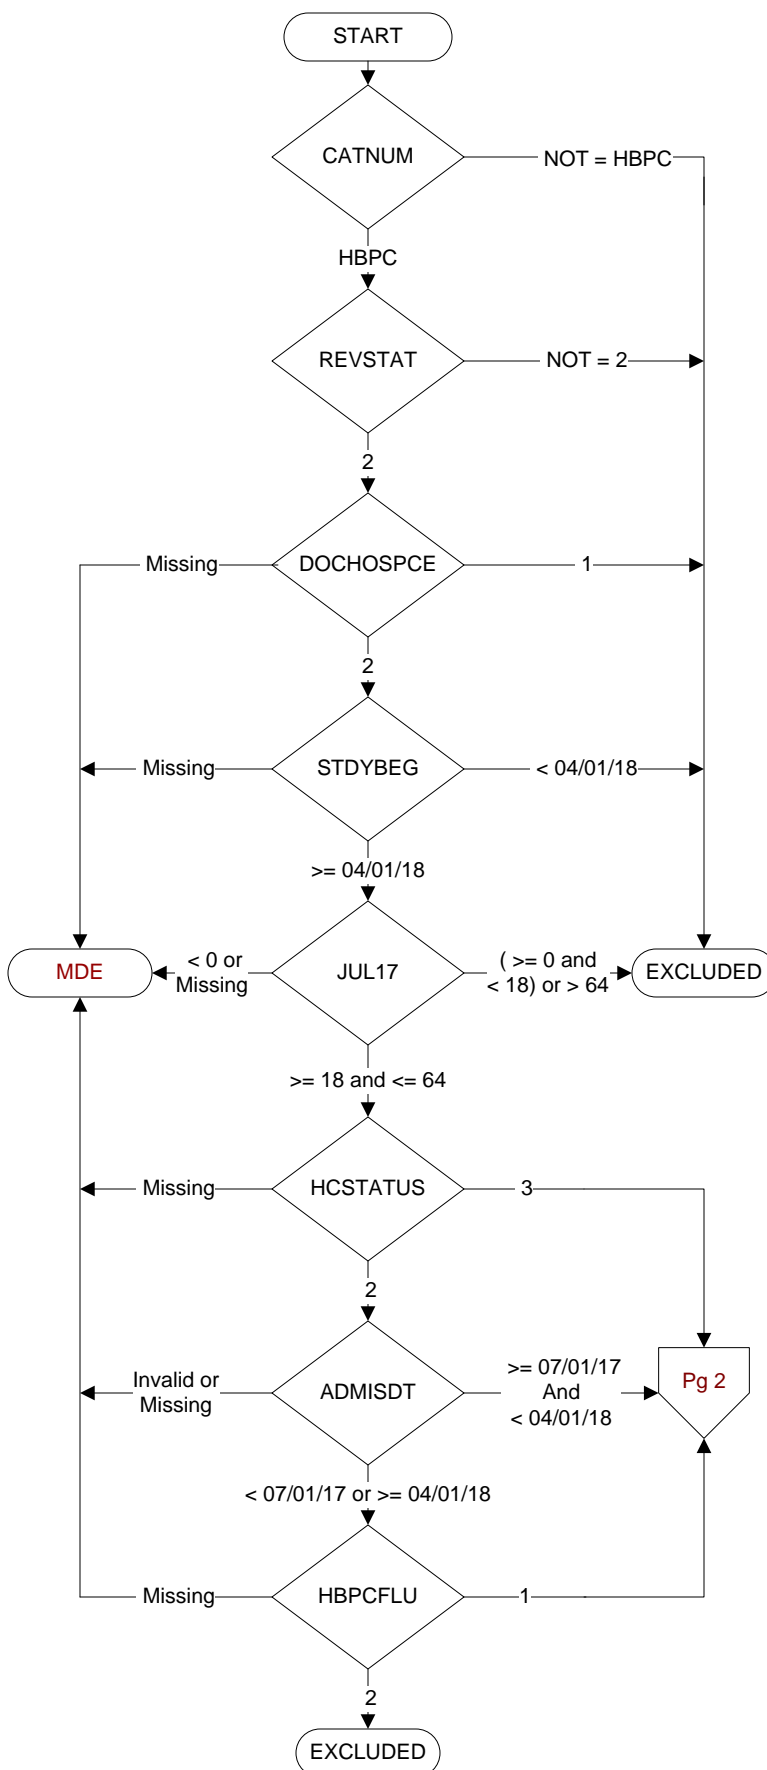 START
CATNUM
NOT = HBPC
HBPC
REVSTAT
NOT = 2
2
Missing
DOCHOSPCE
1
2
Missing
STDYBEG
< 04/01/18
>= 04/01/18
MDE
< 0 or
Missing
JUL17
( >= 0 and
< 18) or > 64
EXCLUDED
>= 18 and <= 64
Missing
HCSTATUS
3
2
Invalid or
Missing
ADMISDT
>= 07/01/17
And
< 04/01/18
Pg 2
< 07/01/17 or >= 04/01/18
Missing
HBPCFLU
1
2
EXCLUDED